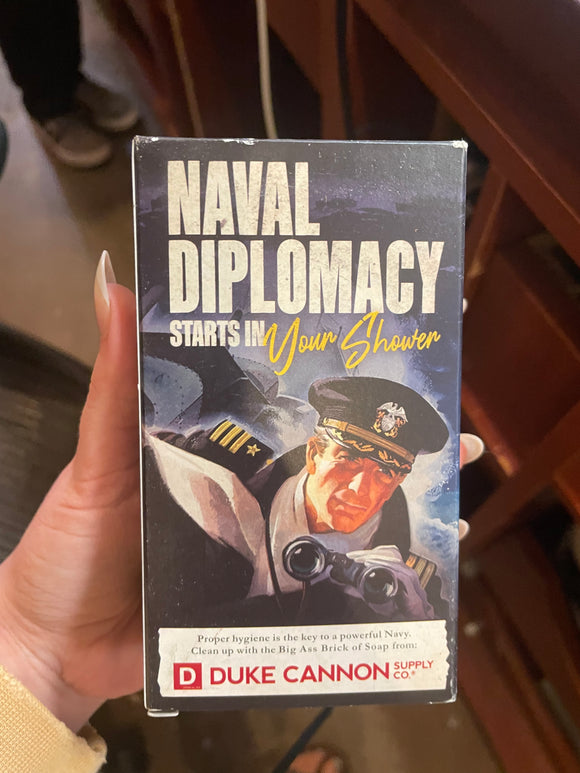 NAVAL
DIPLOMACY
STARTS IN Your Shower
Proper hygiene is the key to a powerful Navy.
Clean up with the Big Ass Brick of Soap from:
D DUKE CANNON SUPPLY CO.®